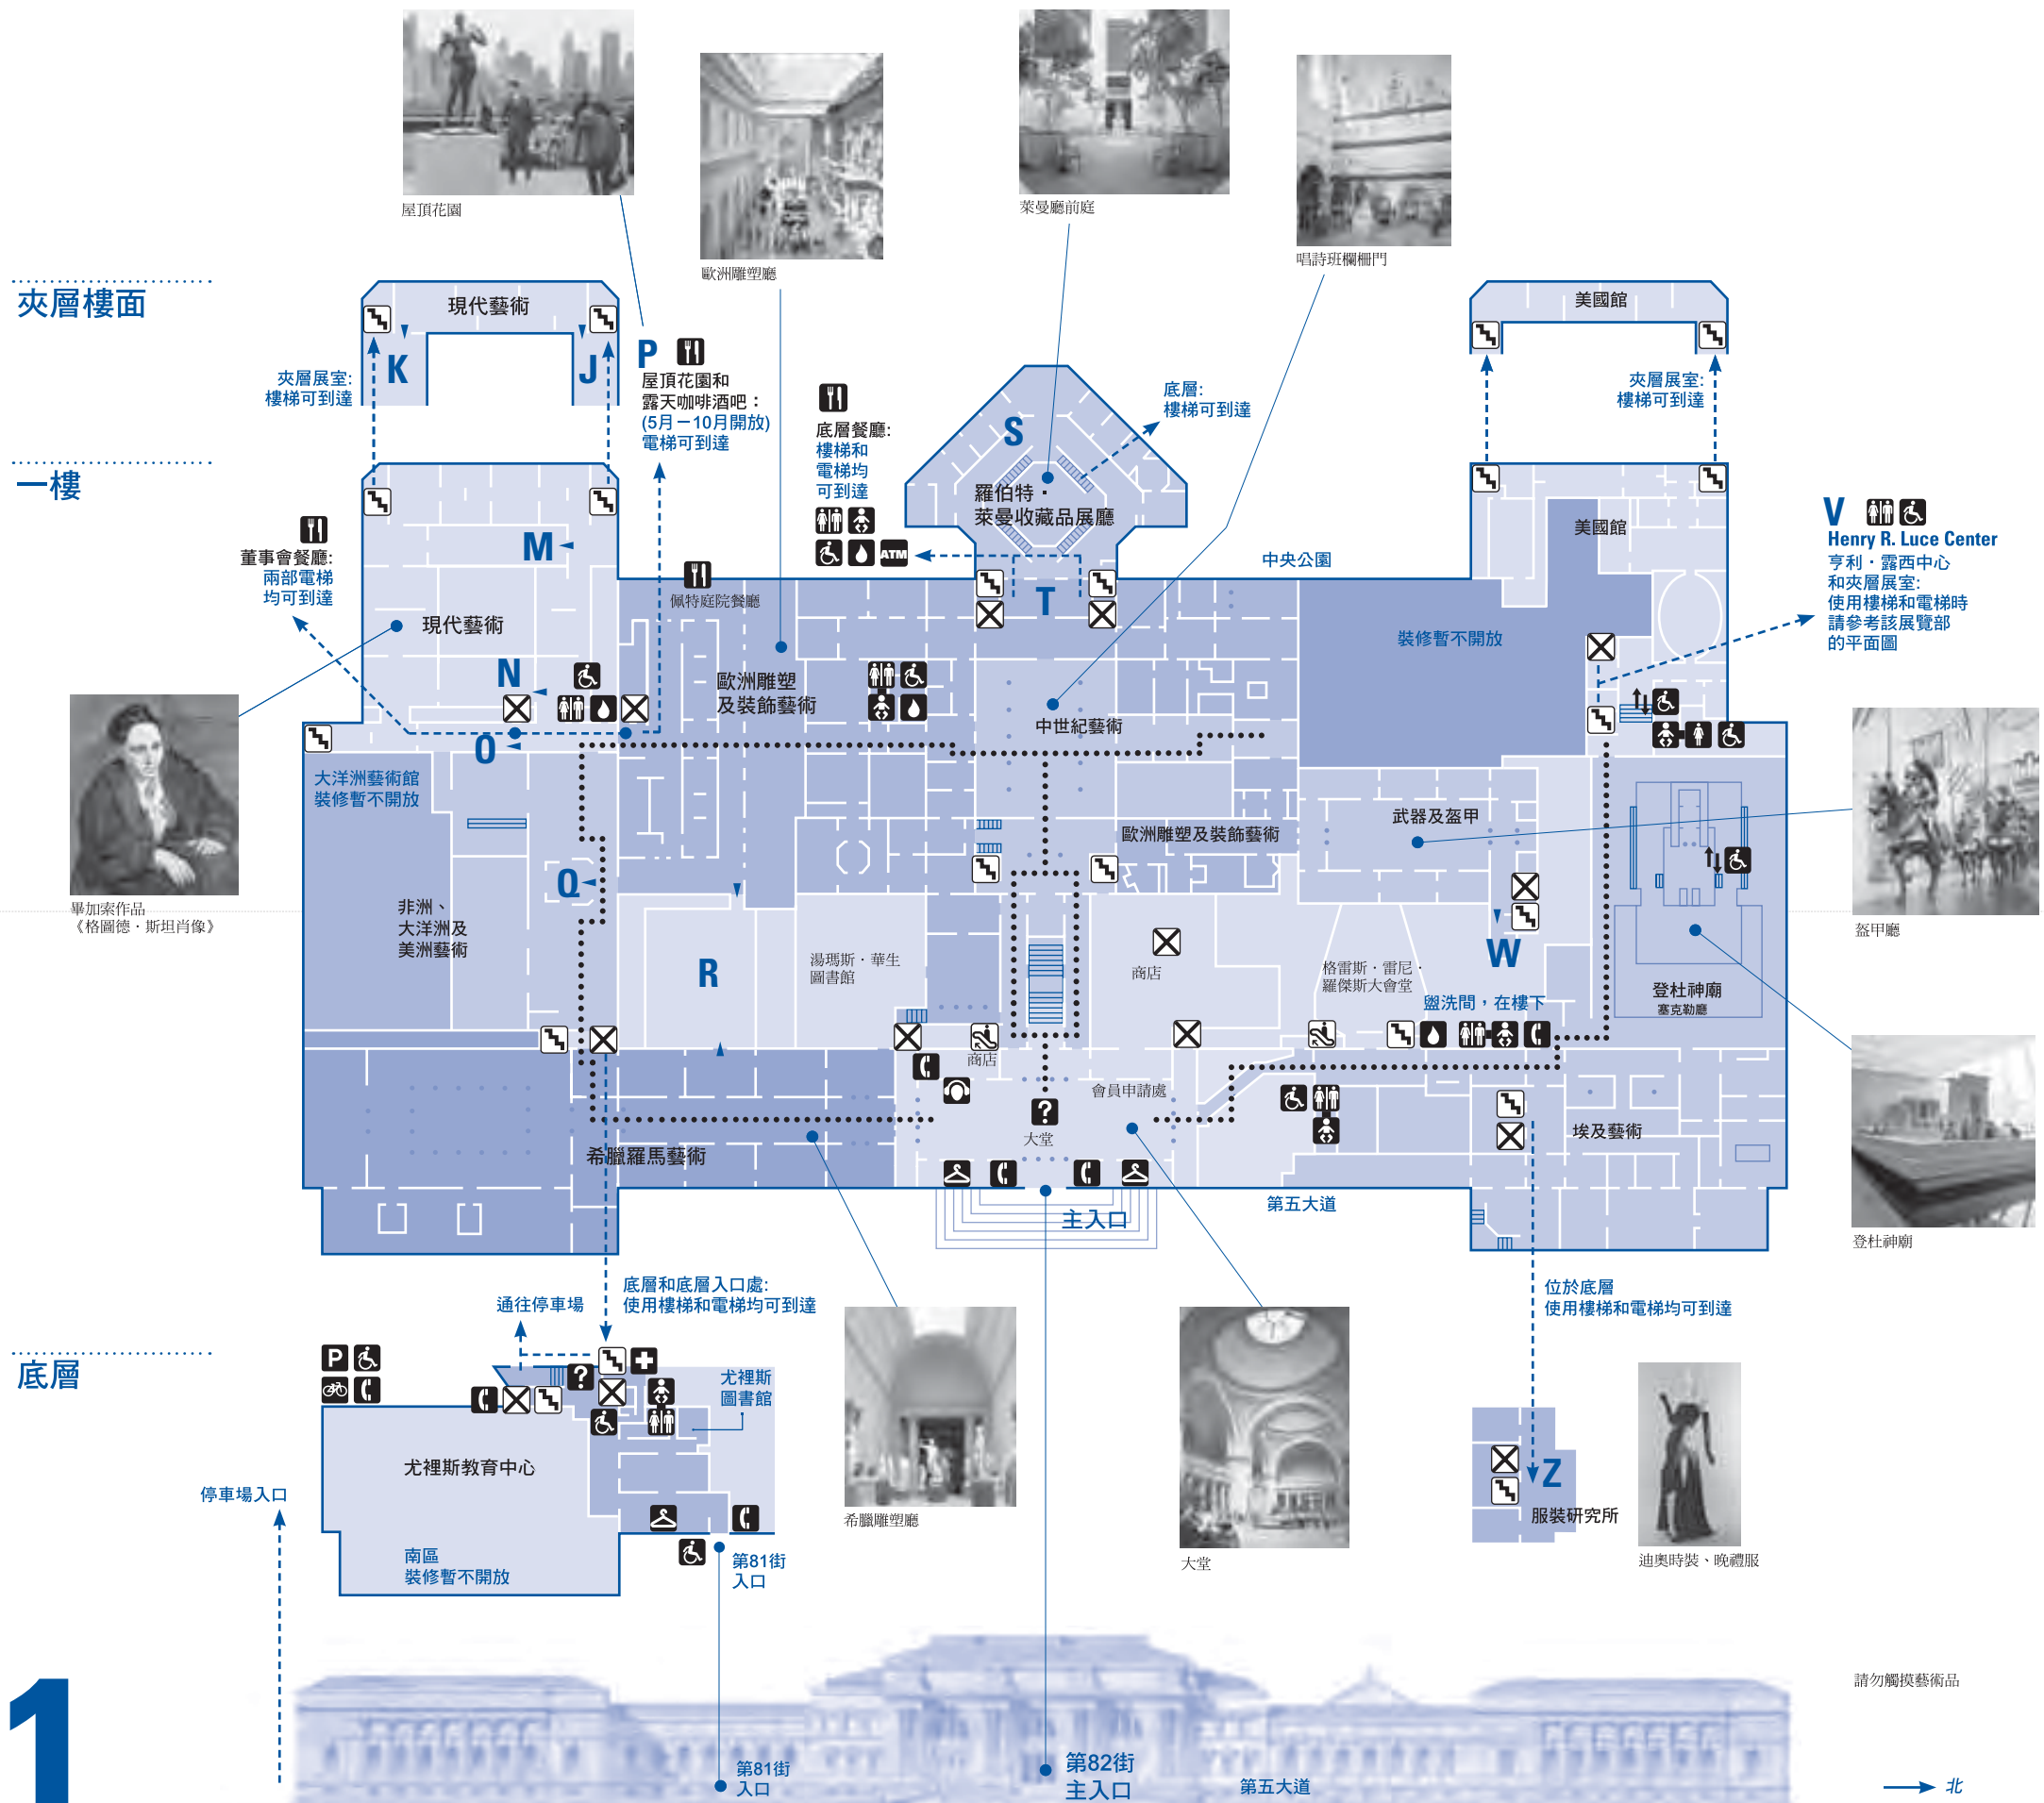 屋頂花園
歐洲雕塑廳
萊曼廳前庭
唱詩班欄柵門
夾層樓面
現代藝術
K
J
夾層展室:
樓梯可到達
P
屋頂花園和
露天咖啡酒吧：
(5月－10月開放)
電梯可到達
底層餐廳:
樓梯和
電梯均
可到達
ATM
S
羅伯特·
萊曼收藏品展廳
底層:
樓梯可到達
美國館
夾層展室:
樓梯可到達
一樓
董事會餐廳:
兩部電梯
均可到達
M
現代藝術
N
O
佩特庭院餐廳
T
中央公園
美國館
裝修暫不開放
V
Henry R. Luce Center
亨利·露西中心
和夾層展室:
使用樓梯和電梯時
請參考該展覽部
的平面圖
歐洲雕塑
及裝飾藝術
中世紀藝術
大洋洲藝術館
裝修暫不開放
畢加索作品
《格圖德·斯坦肖像》
非洲、
大洋洲及
美洲藝術
Q
R
湯瑪斯·華生
圖書館
歐洲雕塑及裝飾藝術
武器及盔甲
盔甲廳
商店
格雷斯·雷尼·
羅傑斯大會堂
W
盥洗間，在樓下
登杜神廟
塞克勒廳
商店
會員申請處
?
大堂
希臘羅馬藝術
埃及藝術
登杜神廟
主入口
第五大道
底層和底層入口處:
使用樓梯和電梯均可到達
通往停車場
位於底層
使用樓梯和電梯均可到達
底層
P
?
尤裡斯
圖書館
尤裡斯教育中心
停車場入口
南區
裝修暫不開放
第81街
入口
希臘雕塑廳
大堂
Z
服裝研究所
迪奧時裝、晚禮服
請勿觸摸藝術品
1
第81街
入口
第82街
主入口
第五大道
北